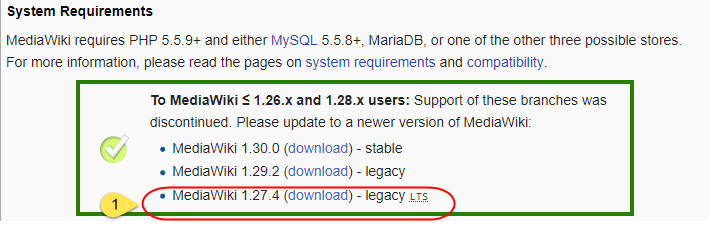 System Requirements
MediaWiki requires PHP 5.5.9+ and either MySQL 5.5.8+, MariaDB, or one of the other three possible stores.
For more information, please read the pages on system requirements and compatibility.
To MediaWiki ≤ 1.26.x and 1.28.x users: Support of these branches was
discontinued. Please update to a newer version of MediaWiki:
• MediaWiki 1.30.0 (download) - stable
• MediaWiki 1.29.2 (download) - legacy
• MediaWiki 1.27.4 (download) - legacy LTS
1